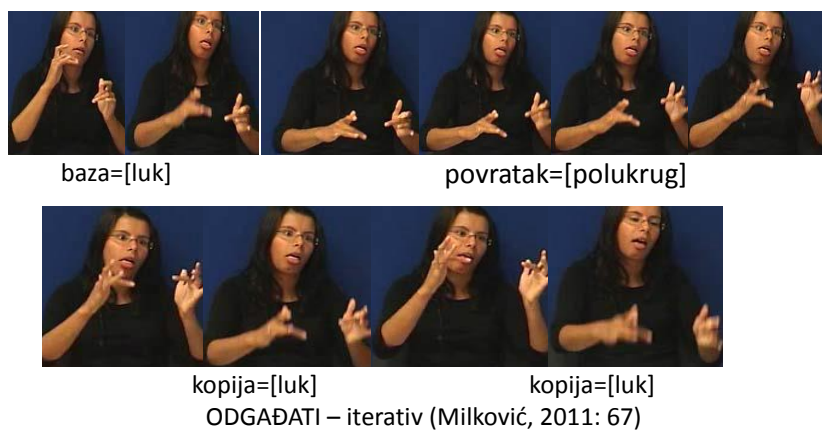 baza=[luk] povratak=[polukrug]
kopija=[luk] kopija=[luk]
ODGAĐATI – iterativ (Milković, 2011: 67)